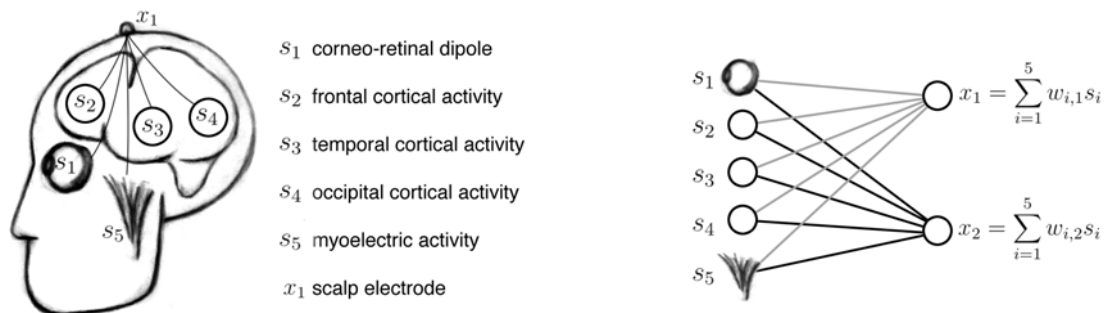 x₁
s₂
s₃
s₄
s₁
s₅
s₁ corneo-retinal dipole
s₂ frontal cortical activity
s₃ temporal cortical activity
s₄ occipital cortical activity
s₅ myoelectric activity
x₁ scalp electrode
s₁
s₂
s₃
s₄
s₅
x₁ = ∑_{i=1}^{5} w_{i,1}s_i
x₂ = ∑_{i=1}^{5} w_{i,2}s_i